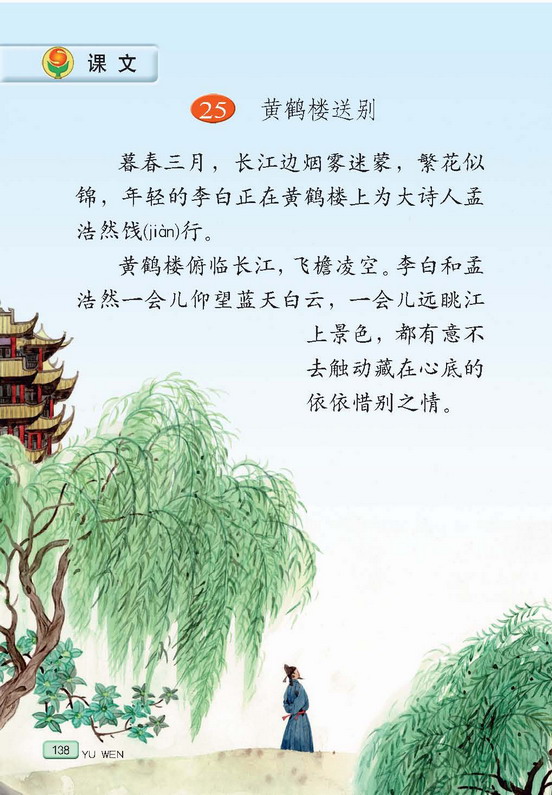 课文
25 黄鹤楼送别
暮春三月，长江边烟雾迷蒙，繁花似
锦，年轻的李白正在黄鹤楼上为大诗人孟
浩然饯(jiàn)行。
黄鹤楼俯临长江，飞檐凌空。李白和孟
浩然一会儿仰望蓝天白云，一会儿远眺江
上景色，都有意不
去触动藏在心底的
依依惜别之情。
138 YU WEN